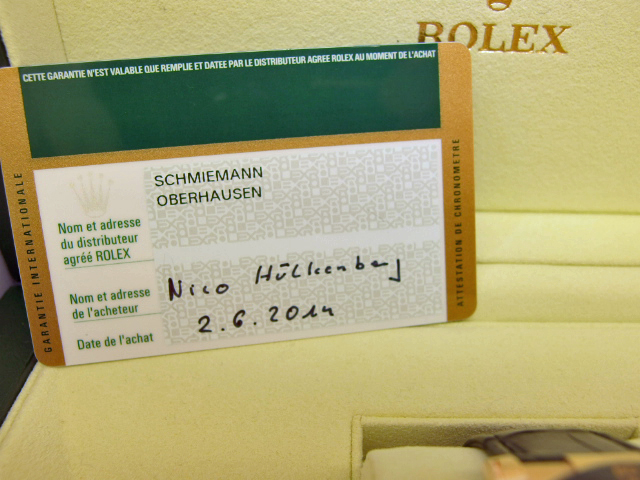 ROLEX
CETTE GARANTIE N'EST VALABLE QUE REMPLIE ET DATEE PAR LE DISTRIBUTEUR AGREE ROLEX AU MOMENT DE L'ACHAT
GARANTIE INTERNATIONALE
ATTESTATION DE CHRONOMETRE
SCHMIEMANN
OBERHAUSEN
Nom et adresse
du distributeur
agréé ROLEX
Nom et adresse
de l'acheteur
Nico Hülkenberg
Date de l'achat
2.6.2014